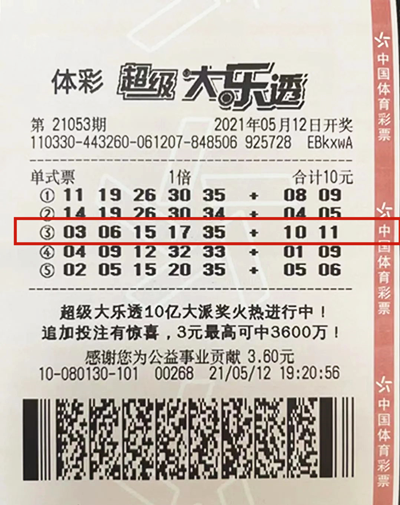 体彩 超级大乐透
第 21053期 2021年05月12日开奖
110330-443260-061207-848506 925728 EBkxwA
单式票 1倍 合计10元
① 11 19 26 30 35 + 08 09
② 14 19 26 30 34 + 04 05
③ 03 06 15 17 35 + 10 11
④ 04 09 12 32 33 + 01 09
⑤ 02 05 15 20 35 + 05 06
超级大乐透10亿大派奖火热进行中！
追加投注有惊喜，3元最高可中3600万！
感谢您为公益事业贡献 3.60元
10-080130-101 00268 21/05/12 19:20:56
中国体育彩票
中国体育彩票
中国体育彩票